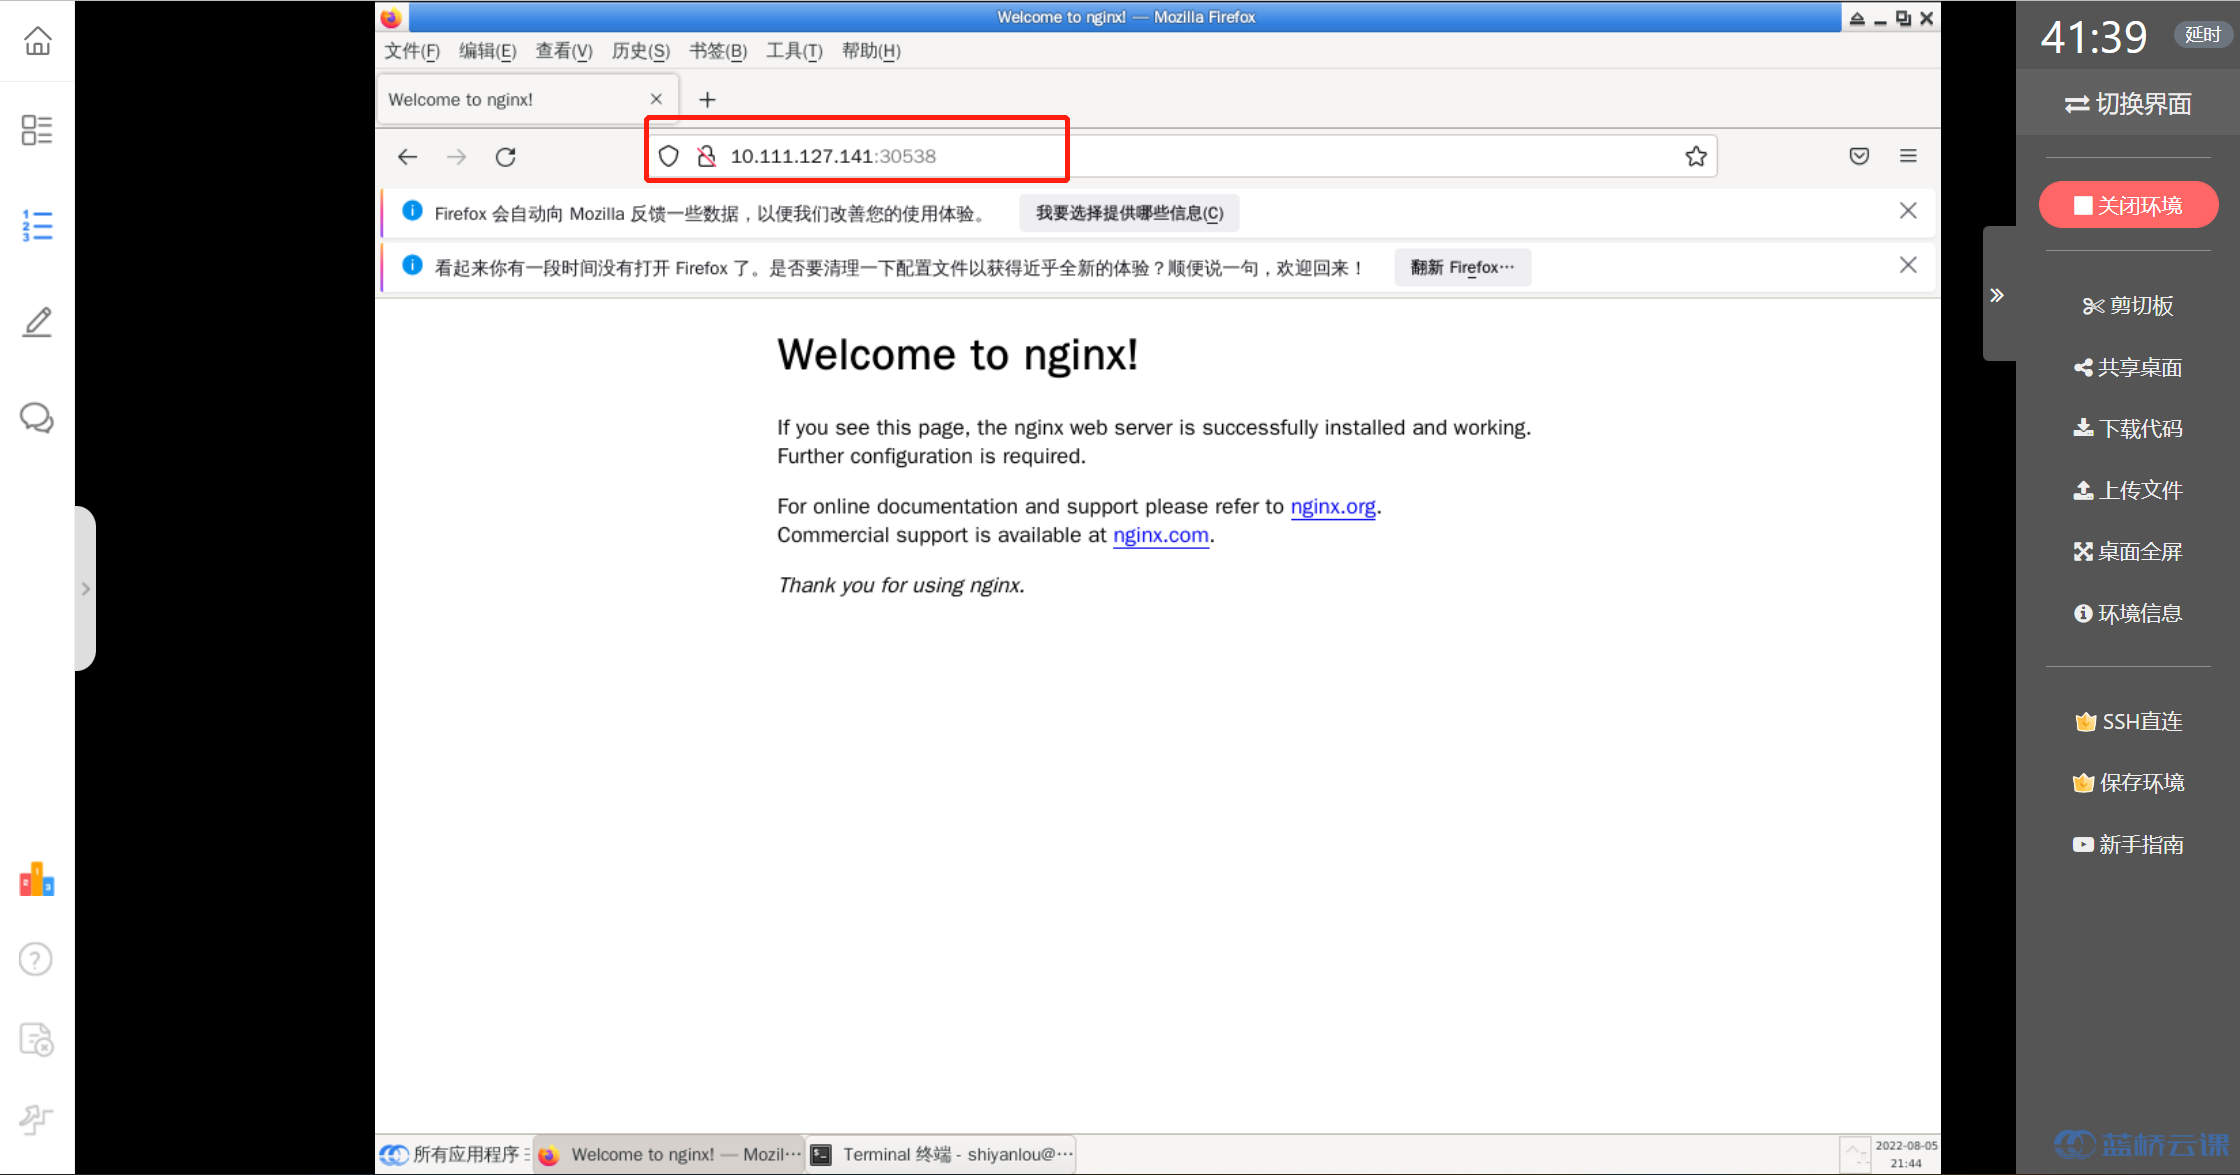 Welcome to nginx! — Mozilla Firefox
文件(F) 编辑(E) 查看(V) 历史(S) 书签(B) 工具(T) 帮助(H)
Welcome to nginx!
10.111.127.141:30538
Firefox 会自动向 Mozilla 反馈一些数据，以便我们改善您的使用体验。 我要选择提供哪些信息(C)
看起来你有一段时间没有打开 Firefox 了。是否要清理一下配置文件以获得近乎全新的体验？顺便说一句，欢迎回来！ 翻新 Firefox…
Welcome to nginx!
If you see this page, the nginx web server is successfully installed and working.
Further configuration is required.
For online documentation and support please refer to nginx.org.
Commercial support is available at nginx.com.
Thank you for using nginx.
所有应用程序 Welcome to nginx! — Mozil… Terminal 终端 - shiyanlou@…
2022-08-05
21:44
41:39 延时
切换界面
关闭环境
剪切板
共享桌面
下载代码
上传文件
桌面全屏
环境信息
SSH直连
保存环境
新手指南
蓝桥云课